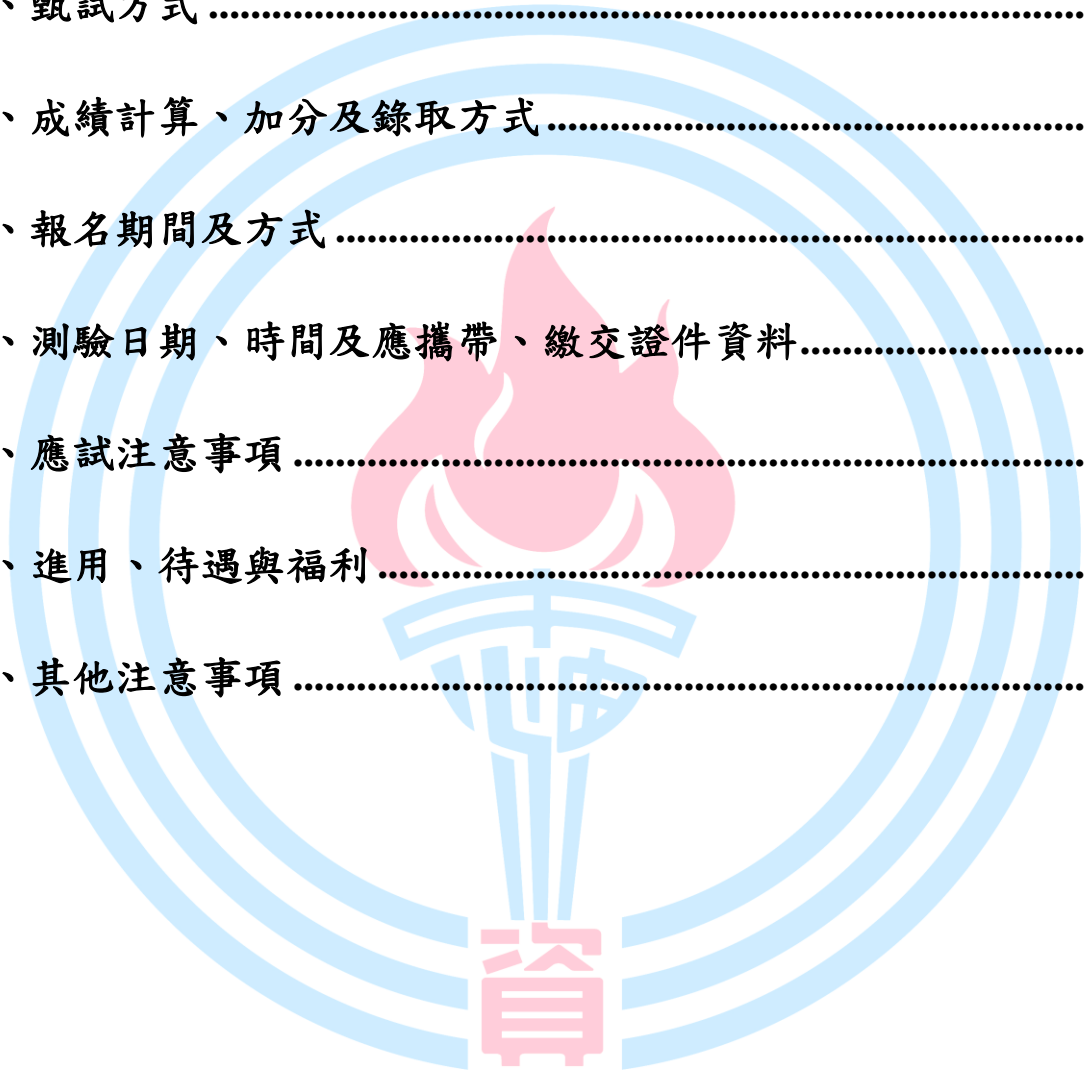 、甄試方式
、成績計算、加分及錄取方式
、報名期間及方式
、測驗日期、時間及應攜帶、繳交證件資料
、應試注意事項
、進用、待遇與福利
、其他注意事項
中油
資